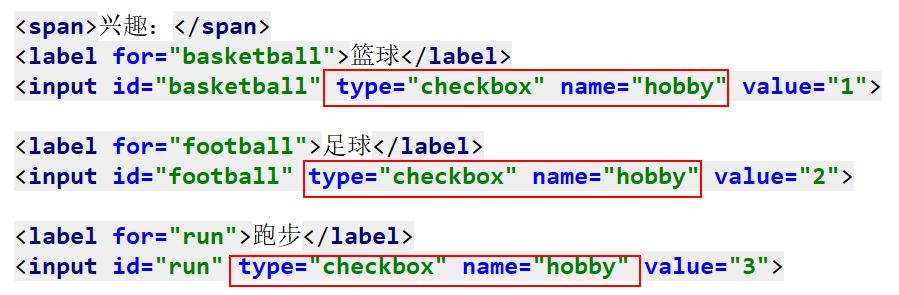 <span>兴趣：</span>
<label for="basketball">篮球</label>
<input id="basketball" type="checkbox" name="hobby" value="1">
<label for="football">足球</label>
<input id="football" type="checkbox" name="hobby" value="2">
<label for="run">跑步</label>
<input id="run" type="checkbox" name="hobby" value="3">